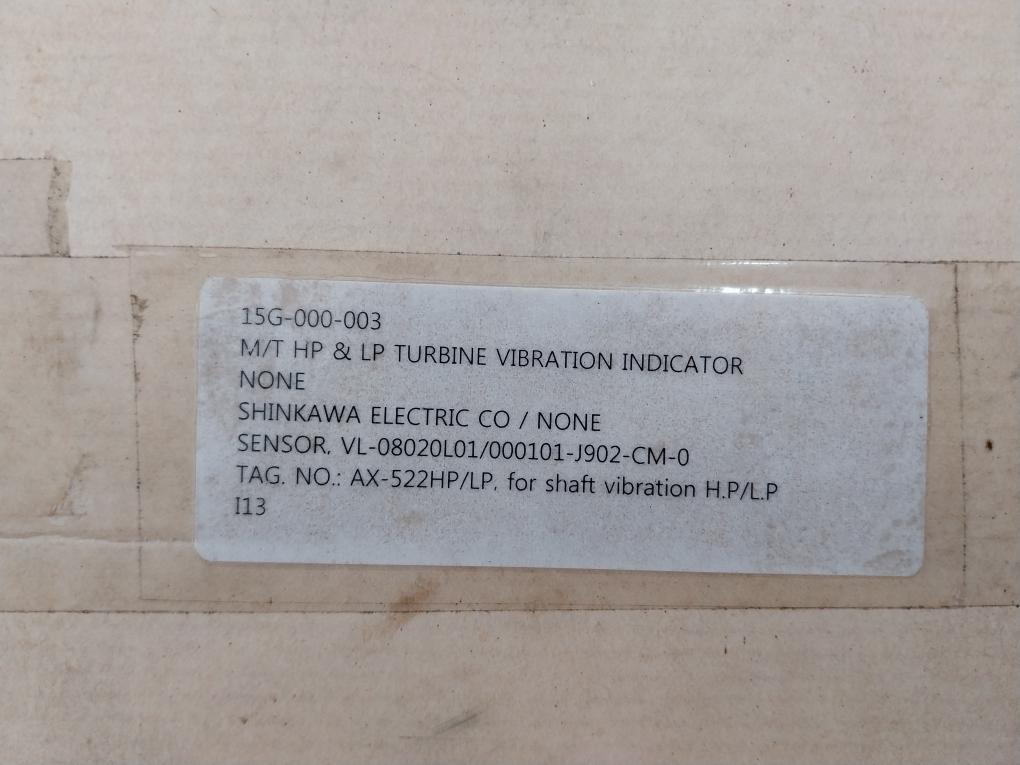 15G-000-003
M/T HP & LP TURBINE VIBRATION INDICATOR
NONE
SHINKAWA ELECTRIC CO / NONE
SENSOR, VL-08020L01/000101-J902-CM-0
TAG. NO.: AX-522HP/LP, for shaft vibration H.P/L.P
I13